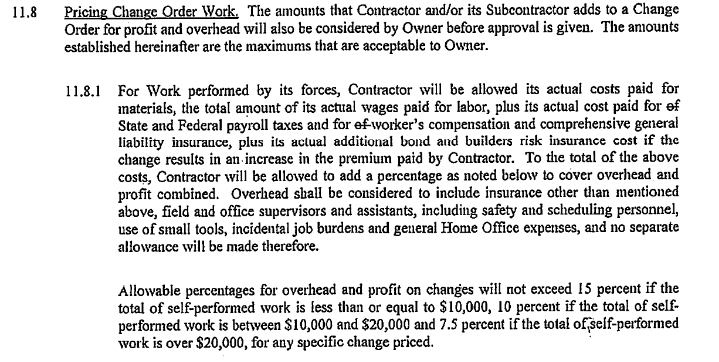 11.8 Pricing Change Order Work. The amounts that Contractor and/or its Subcontractor adds to a Change
Order for profit and overhead will also be considered by Owner before approval is given. The amounts
established hereinafter are the maximums that are acceptable to Owner.
11.8.1 For Work performed by its forces, Contractor will be allowed its actual costs paid for
materials, the total amount of its actual wages paid for labor, plus its actual cost paid for of
State and Federal payroll taxes and for of worker's compensation and comprehensive general
liability insurance, plus its actual additional bond and builders risk insurance cost if the
change results in an increase in the premium paid by Contractor. To the total of the above
costs, Contractor will be allowed to add a percentage as noted below to cover overhead and
profit combined. Overhead shall be considered to include insurance other than mentioned
above, field and office supervisors and assistants, including safety and scheduling personnel,
use of small tools, incidental job burdens and general Home Office expenses, and no separate
allowance will be made therefore.
Allowable percentages for overhead and profit on changes will not exceed 15 percent if the
total of self-performed work is less than or equal to $10,000, 10 percent if the total of self-
performed work is between $10,000 and $20,000 and 7.5 percent if the total of self-performed
work is over $20,000, for any specific change priced.